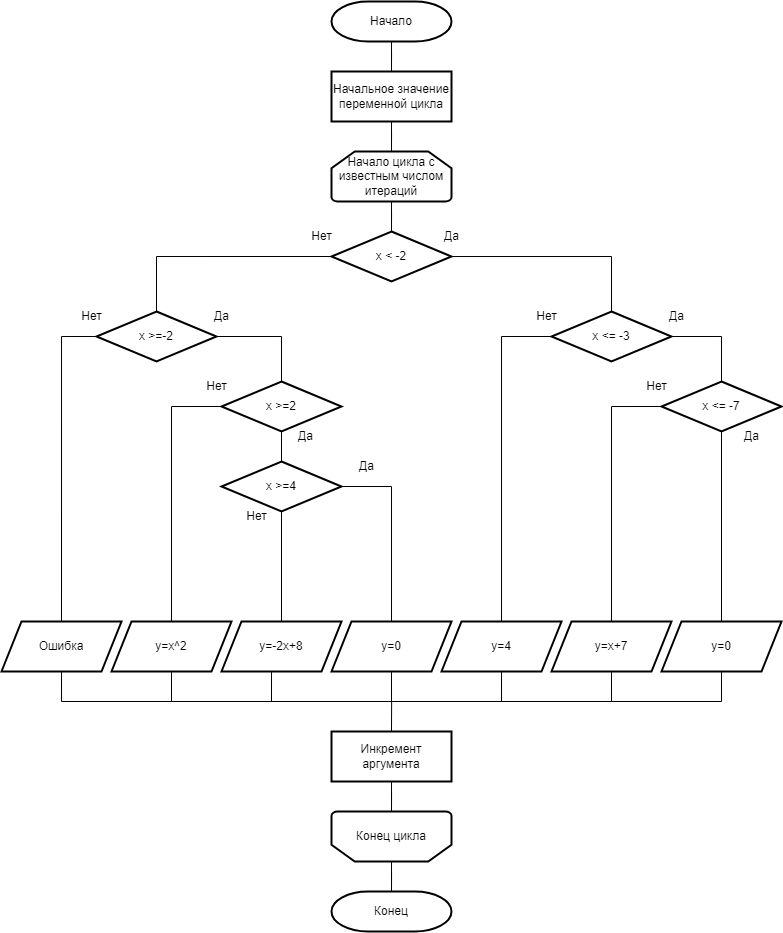 Начало
Начальное значение
переменной цикла
Начало цикла с
известным числом
итераций
Нет
Да
x < -2
Нет
Да
x >=-2
Нет
Да
x <= -3
Нет
x >=2
Да
Нет
x <= -7
Да
x >=4
Да
Нет
Ошибка
y=x^2
y=-2x+8
y=0
y=4
y=x+7
y=0
Инкремент
аргумента
Конец цикла
Конец